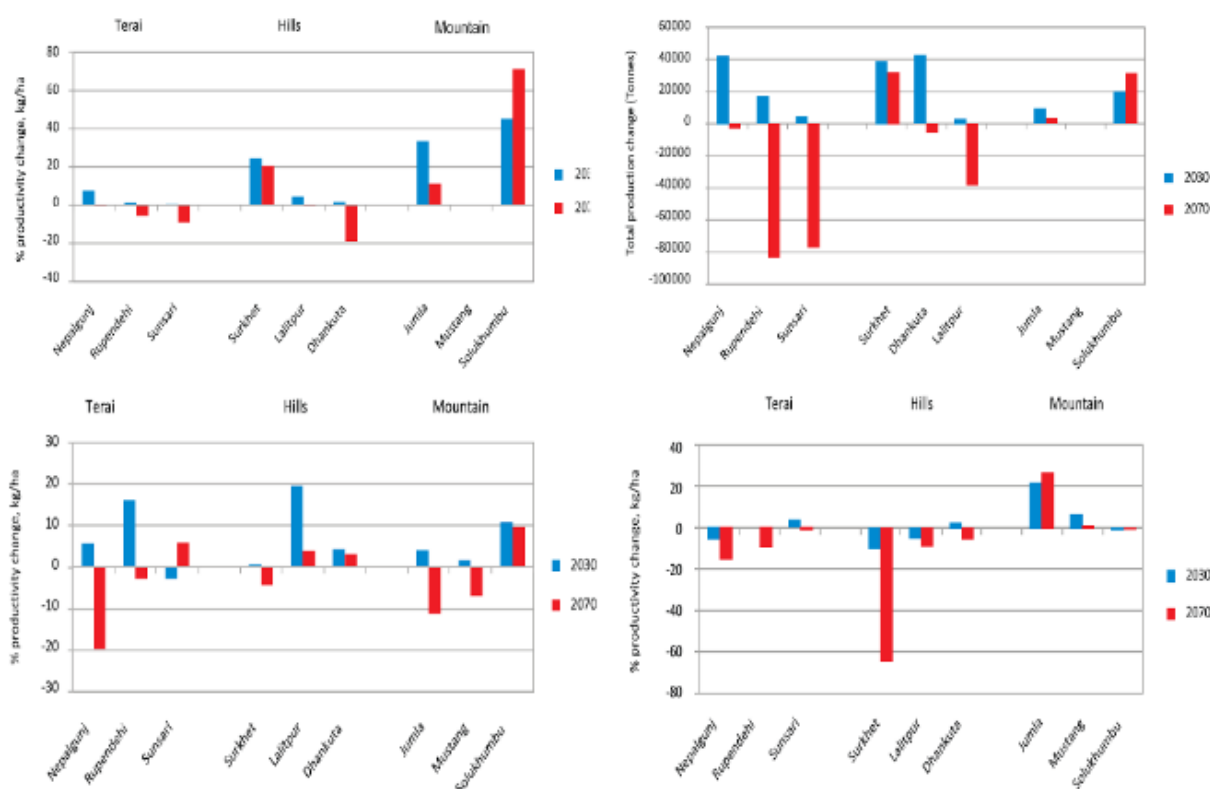 Terai Hills Mountain
% productivity change, kg/ha
80
60
40
20
0
-20
-40
Nepalgunj
Rupendehi
Sunsari
Surkhet
Lalitpur
Dhankuta
Jumla
Mustang
Solukhumbu
Total production change (Tonnes)
60000
40000
20000
0
-20000
-40000
-60000
-80000
-100000
Nepalgunj
Rupendehi
Sunsari
Surkhet
Dhankuta
Lalitpur
Jumla
Mustang
Solukhumbu
2030
2070
Terai Hills Mountain
% productivity change, kg/ha
30
20
10
0
-10
-20
-30
Nepalgunj
Rupendehi
Sunsari
Surkhet
Lalitpur
Dhankuta
Jumla
Mustang
Solukhumbu
2030
2070
Terai Hills Mountain
% productivity change, kg/ha
40
20
0
-20
-40
-60
-80
Nepalgunj
Rupendehi
Sunsari
Surkhet
Lalitpur
Dhankuta
Jumla
Mustang
Solukhumbu
2030
2070